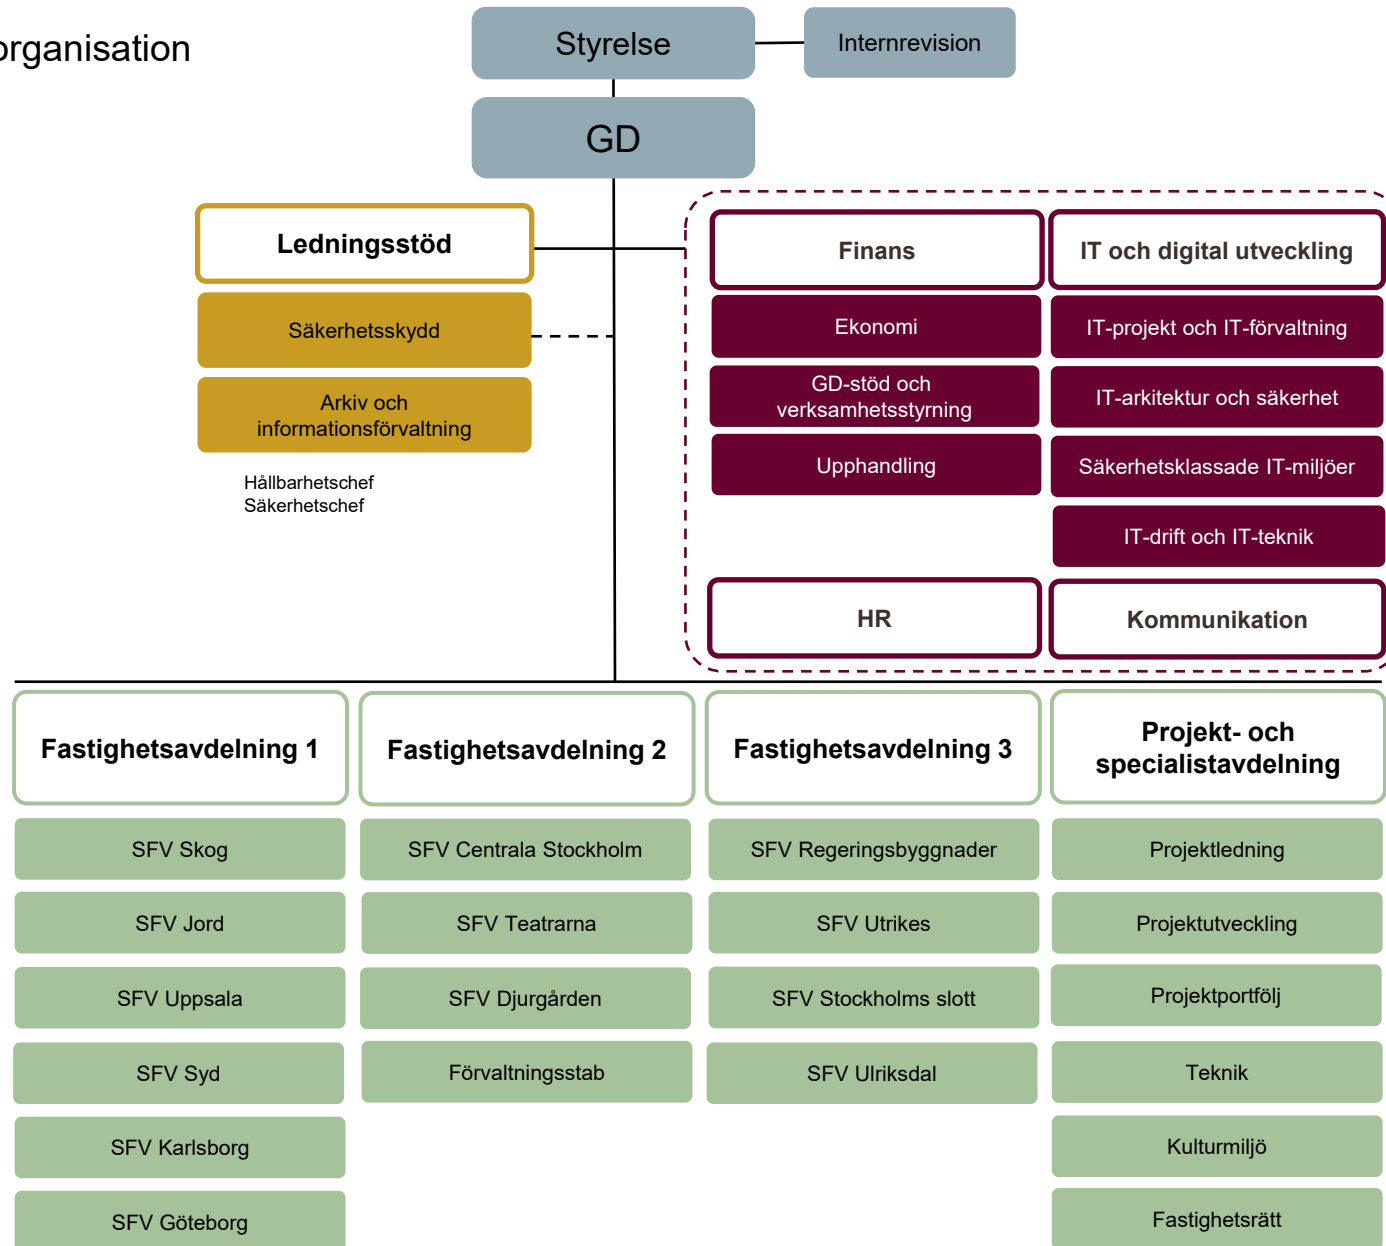 organisation
Styrelse
Internrevision
GD
Ledningsstöd
Säkerhetsskydd
Arkiv och
informationsförvaltning
Hållbarhetschef
Säkerhetschef
Finans
Ekonomi
GD-stöd och
verksamhetsstyrning
Upphandling
IT och digital utveckling
IT-projekt och IT-förvaltning
IT-arkitektur och säkerhet
Säkerhetsklassade IT-miljöer
IT-drift och IT-teknik
HR
Kommunikation
Fastighetsavdelning 1
SFV Skog
SFV Jord
SFV Uppsala
SFV Syd
SFV Karlsborg
SFV Göteborg
Fastighetsavdelning 2
SFV Centrala Stockholm
SFV Teatrarna
SFV Djurgården
Förvaltningsstab
Fastighetsavdelning 3
SFV Regeringsbyggnader
SFV Utrikes
SFV Stockholms slott
SFV Ulriksdal
Projekt- och
specialistavdelning
Projektledning
Projektutveckling
Projektportfölj
Teknik
Kulturmiljö
Fastighetsrätt